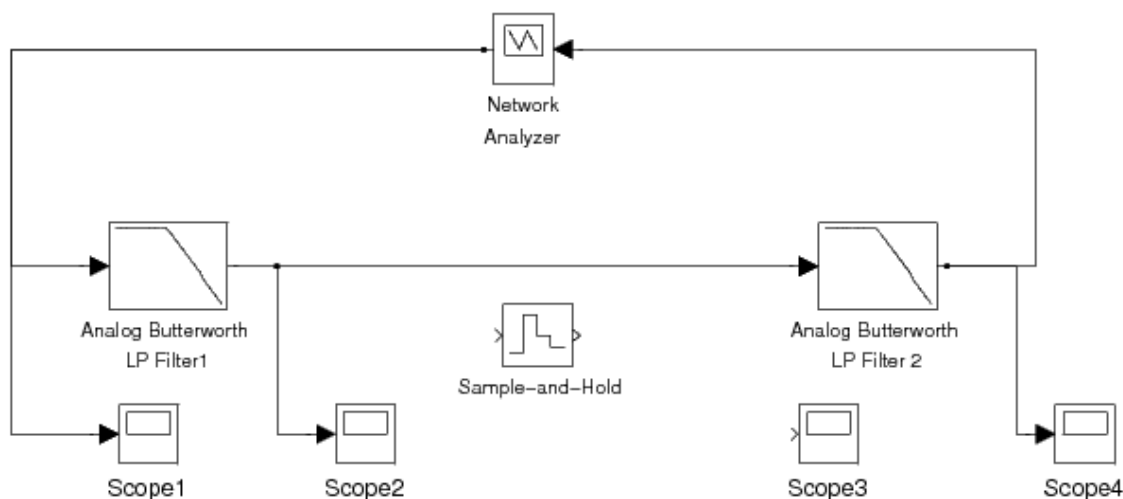 Network
Analyzer
Analog Butterworth
LP Filter1
Analog Butterworth
LP Filter 2
Sample-and-Hold
Scope1
Scope2
Scope3
Scope4